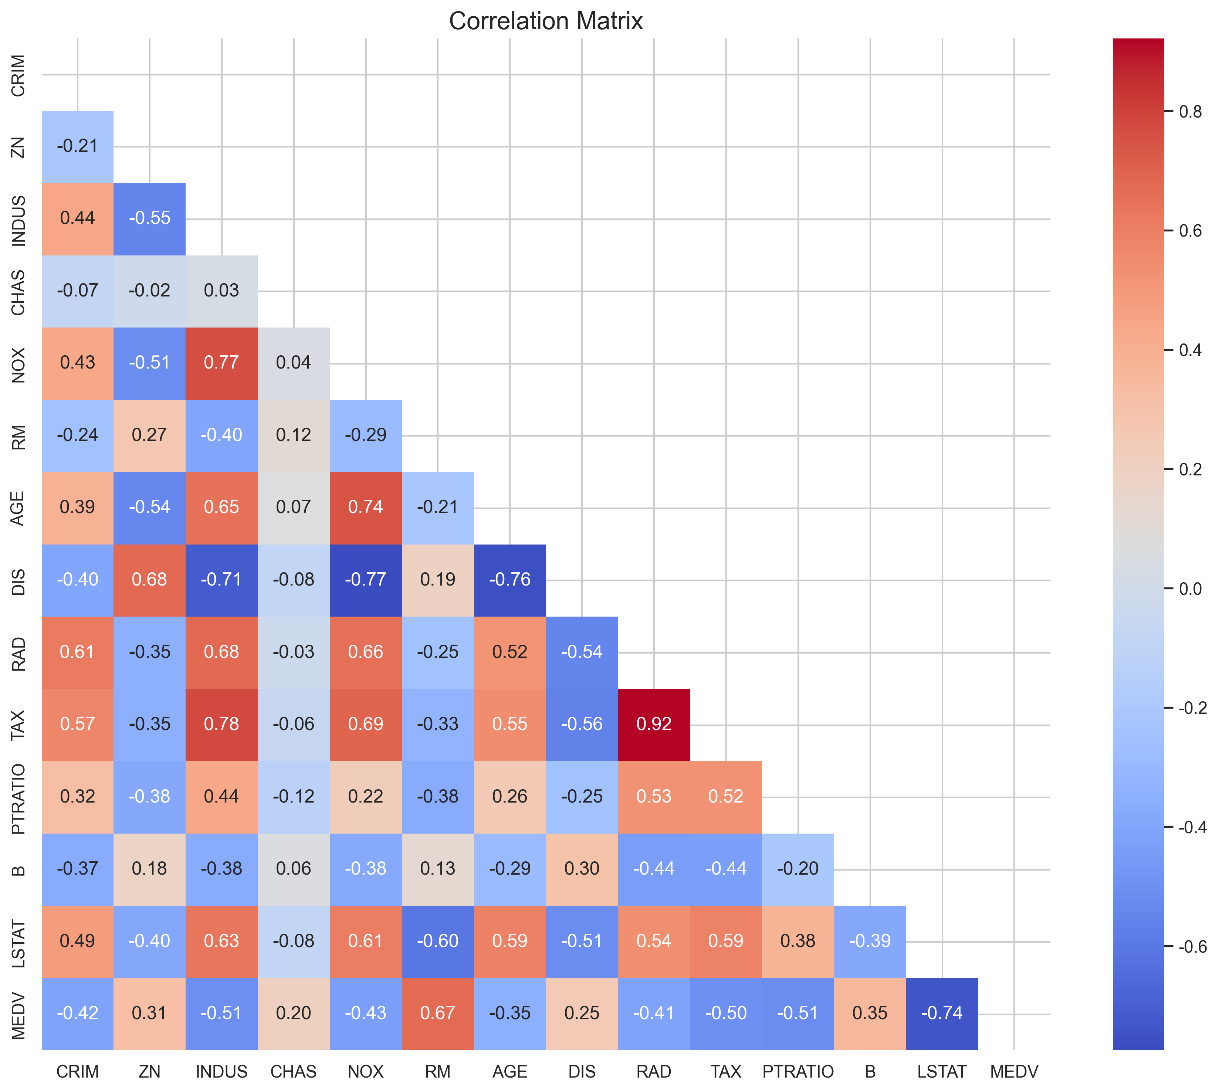 Correlation Matrix
CRIM
ZN -0.21
INDUS 0.44 -0.55
CHAS -0.07 -0.02 0.03
NOX 0.43 -0.51 0.77 0.04
RM -0.24 0.27 -0.40 0.12 -0.29
AGE 0.39 -0.54 0.65 0.07 0.74 -0.21
DIS -0.40 0.68 -0.71 -0.08 -0.77 0.19 -0.76
RAD 0.61 -0.35 0.68 -0.03 0.66 -0.25 0.52 -0.54
TAX 0.57 -0.35 0.78 -0.06 0.69 -0.33 0.55 -0.56 0.92
PTRATIO 0.32 -0.38 0.44 -0.12 0.22 -0.38 0.26 -0.25 0.53 0.52
B -0.37 0.18 -0.38 0.06 -0.38 0.13 -0.29 0.30 -0.44 -0.44 -0.20
LSTAT 0.49 -0.40 0.63 -0.08 0.61 -0.60 0.59 -0.51 0.54 0.59 0.38 -0.39
MEDV -0.42 0.31 -0.51 0.20 -0.43 0.67 -0.35 0.25 -0.41 -0.50 -0.51 0.35 -0.74
CRIM ZN INDUS CHAS NOX RM AGE DIS RAD TAX PTRATIO B LSTAT MEDV
0.8
0.6
0.4
0.2
0.0
-0.2
-0.4
-0.6